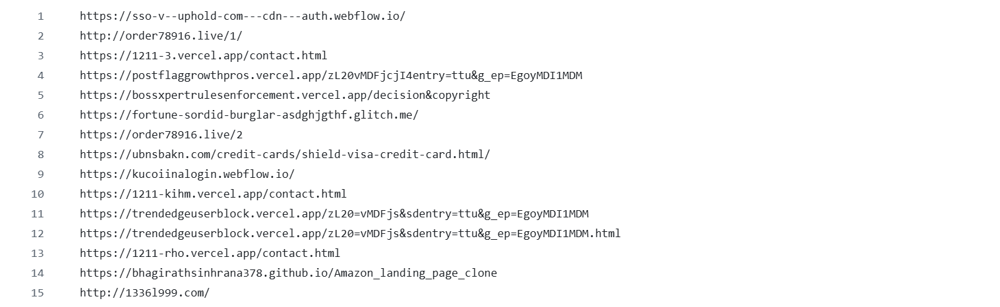 1 https://sso-v--uphold-com---cdn---auth.webflow.io/
2 http://order78916.live/1/
3 https://1211-3.vercel.app/contact.html
4 https://postflaggrowthpros.vercel.app/zL20vMDFjcjI4entry=ttu&g_ep=EgoyMDI1MDM
5 https://bossxpertrulesenforcement.vercel.app/decision&copyright
6 https://fortune-sordid-burglar-asdghjgthf.glitch.me/
7 https://order78916.live/2
8 https://ubnsbakn.com/credit-cards/shield-visa-credit-card.html/
9 https://kucoiinalogin.webflow.io/
10 https://1211-kihm.vercel.app/contact.html
11 https://trendedgeuserblock.vercel.app/zL20=vMDFjs&sdentry=ttu&g_ep=EgoyMDI1MDM
12 https://trendedgeuserblock.vercel.app/zL20=vMDFjs&sdentry=ttu&g_ep=EgoyMDI1MDM.html
13 https://1211-rho.vercel.app/contact.html
14 https://bhagirathsinhrana378.github.io/Amazon_landing_page_clone
15 http://1336l999.com/